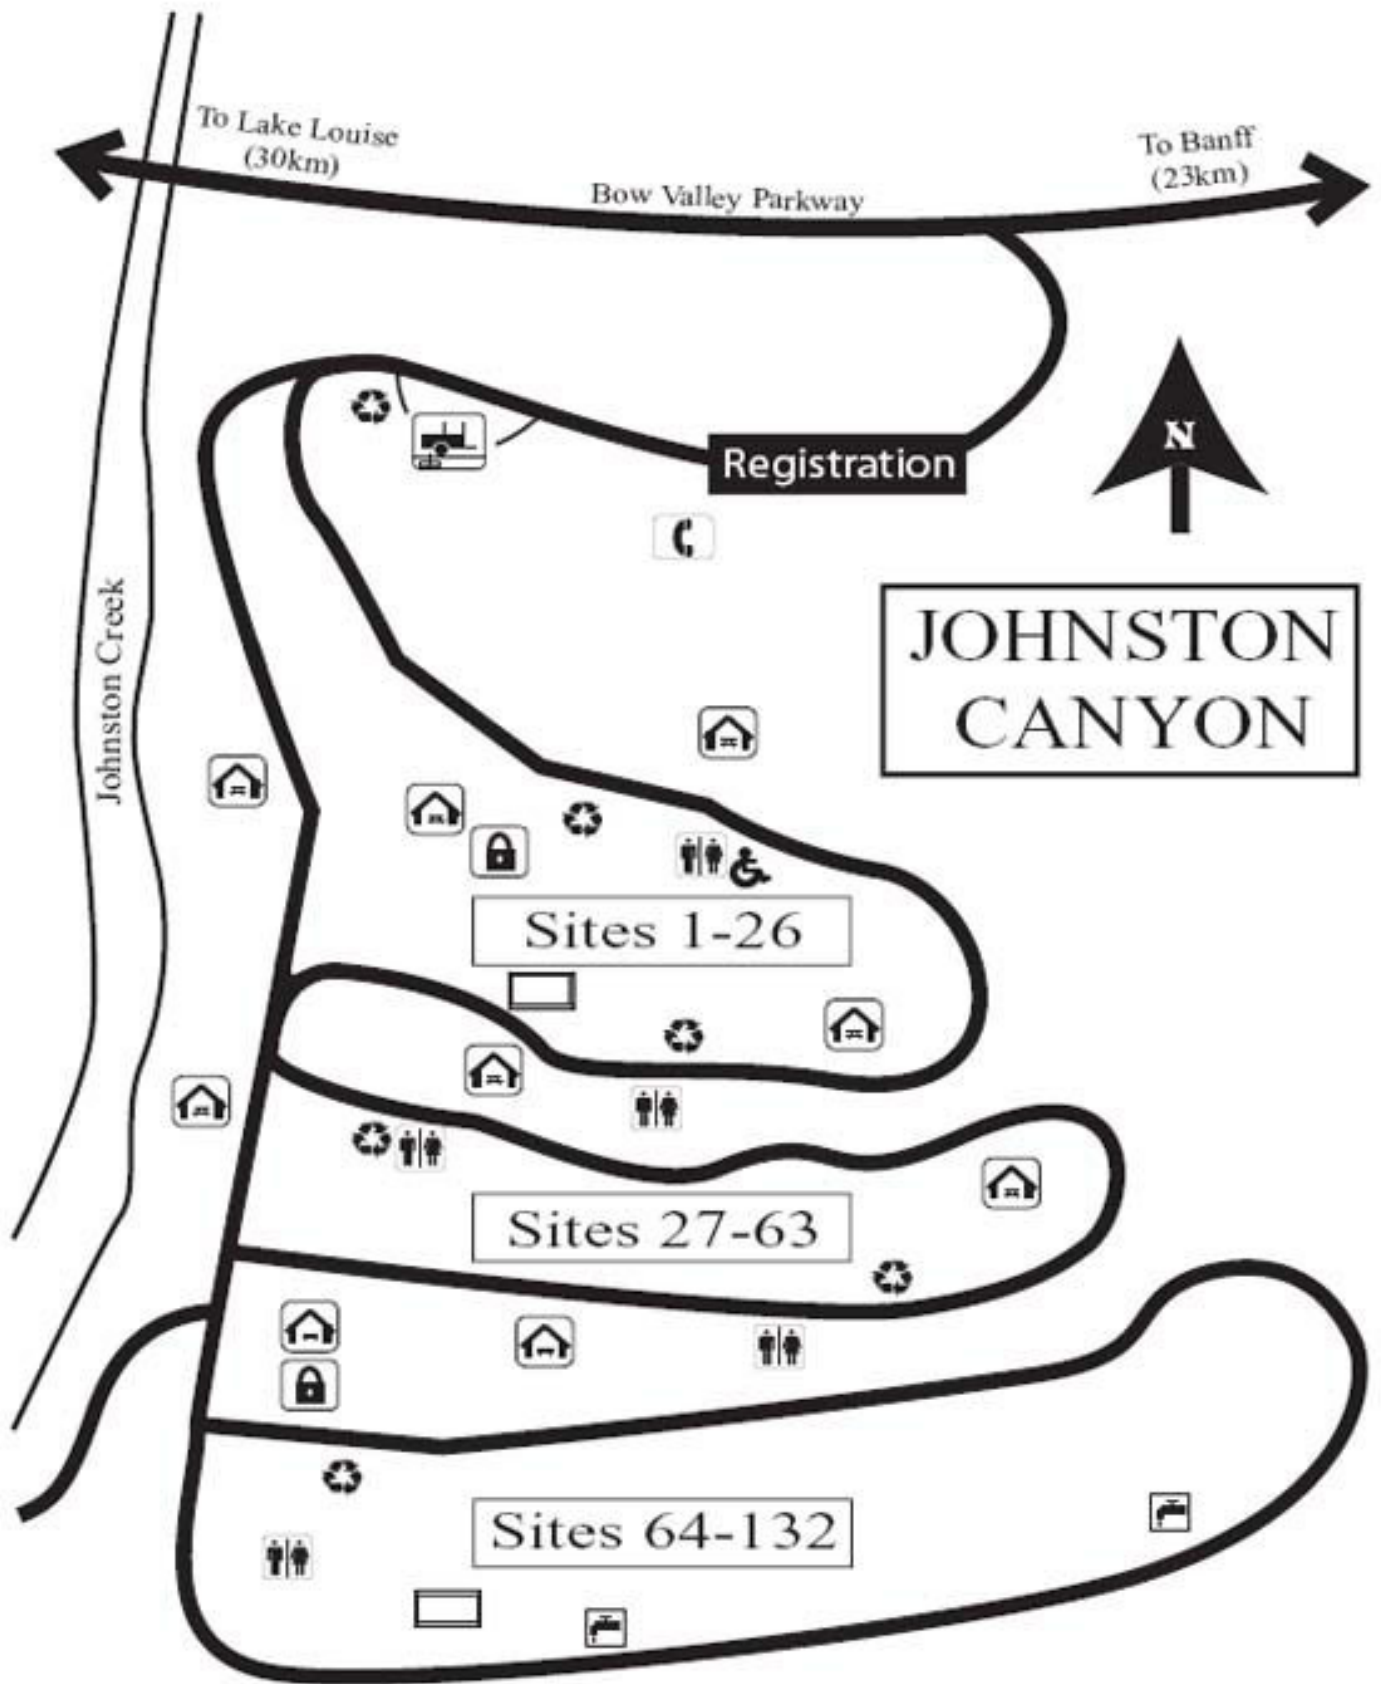 To Lake Louise
(30km)
To Banff
(23km)
Bow Valley Parkway
Registration
N
JOHNSTON
CANYON
Johnston Creek
Sites 1-26
Sites 27-63
Sites 64-132